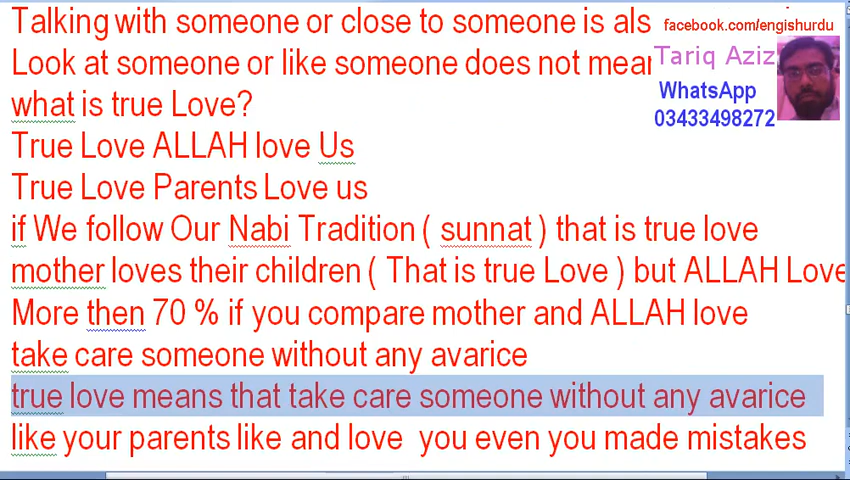 Talking with someone or close to someone is als
facebook.com/engishurdu
Look at someone or like someone does not mean
Tariq Aziz
WhatsApp
03433498272
what is true Love?
True Love ALLAH love Us
True Love Parents Love us
if We follow Our Nabi Tradition ( sunnat ) that is true love
mother loves their children ( That is true Love ) but ALLAH Love
More then 70 % if you compare mother and ALLAH love
take care someone without any avarice
true love means that take care someone without any avarice
like your parents like and love you even you made mistakes